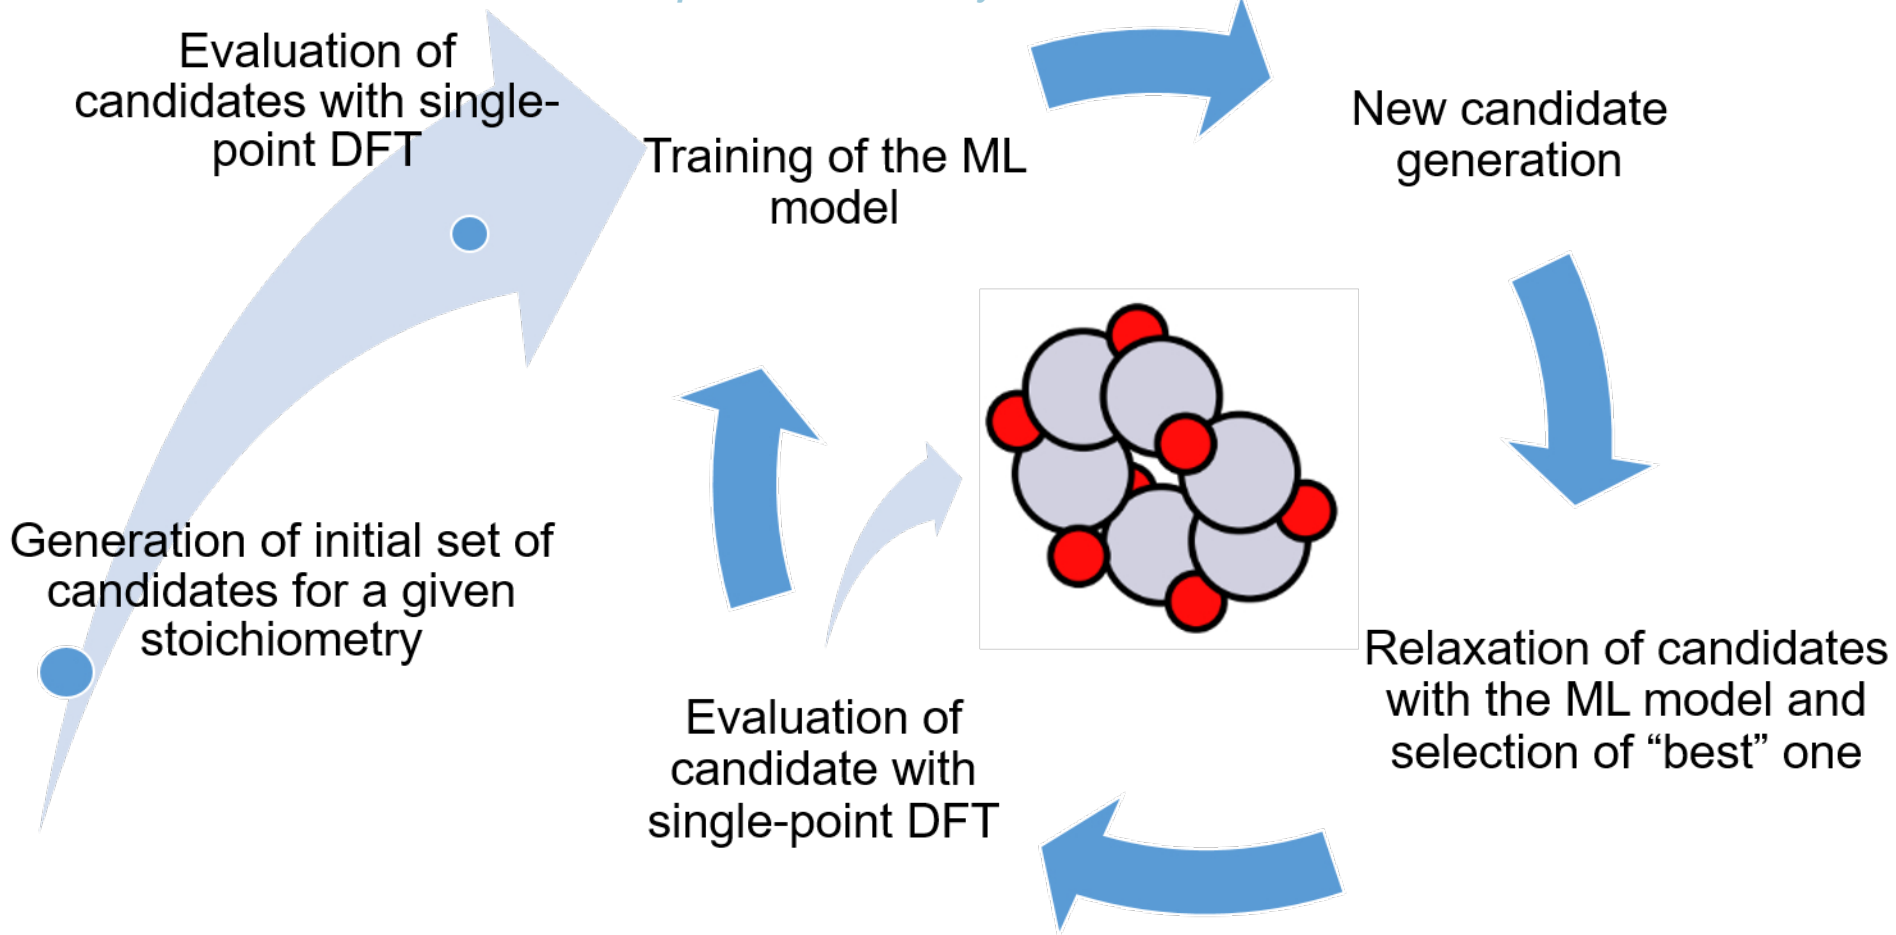 Evaluation of
candidates with single-
point DFT
Training of the ML
model
New candidate
generation
Generation of initial set of
candidates for a given
stoichiometry
Relaxation of candidates
with the ML model and
selection of “best” one
Evaluation of
candidate with
single-point DFT